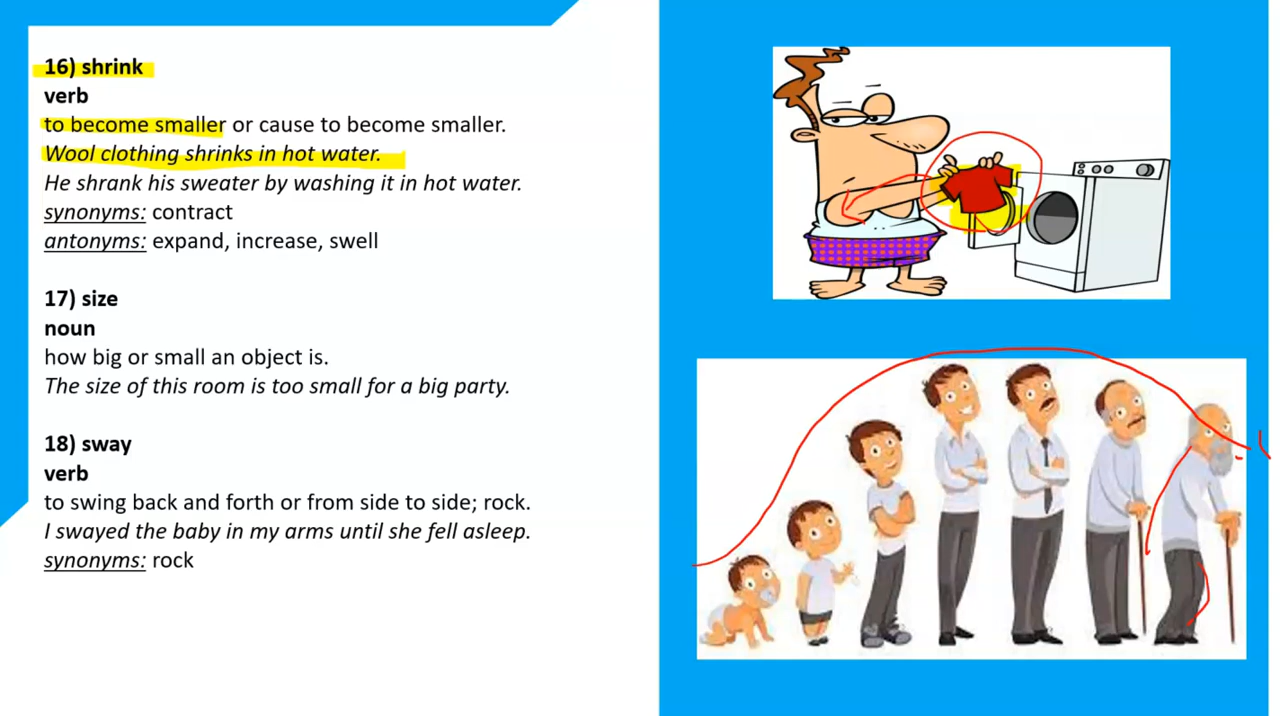 16) shrink
verb
to become smaller or cause to become smaller.
Wool clothing shrinks in hot water.
He shrank his sweater by washing it in hot water.
synonyms: contract
antonyms: expand, increase, swell
17) size
noun
how big or small an object is.
The size of this room is too small for a big party.
18) sway
verb
to swing back and forth or from side to side; rock.
I swayed the baby in my arms until she fell asleep.
synonyms: rock